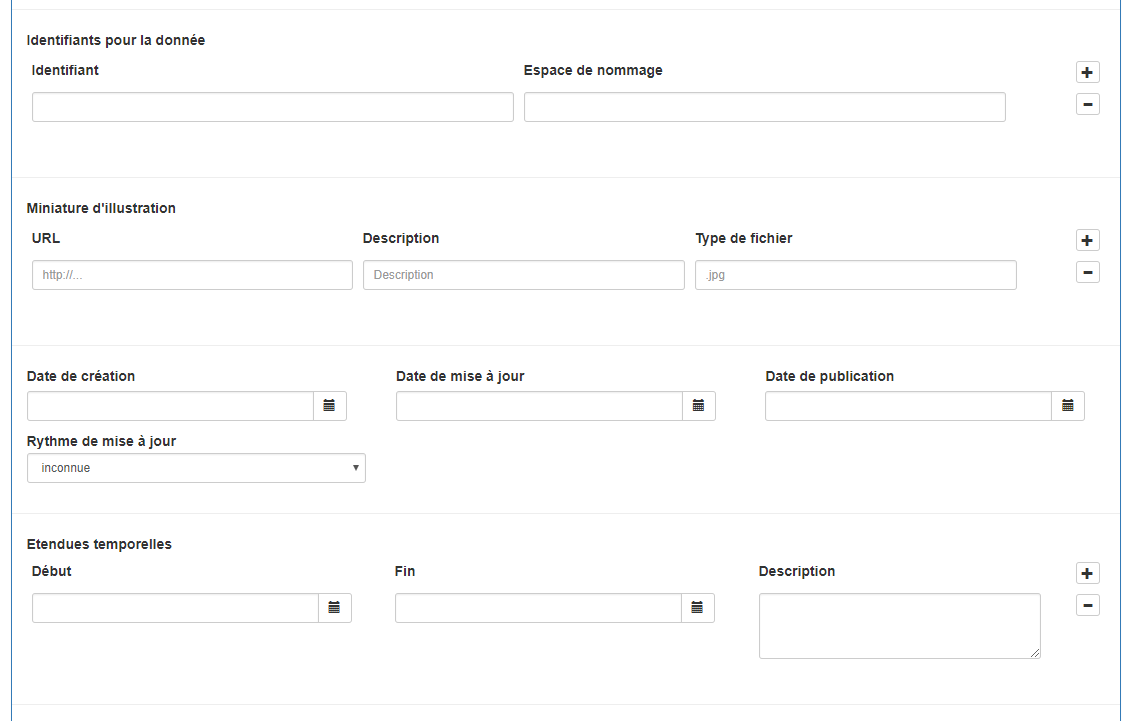 Identifiants pour la donnée
Identifiant Espace de nommage
Miniature d'illustration
URL Description Type de fichier
http://... Description .jpg
Date de création Date de mise à jour Date de publication
Rythme de mise à jour
inconnue
Etendues temporelles
Début Fin Description